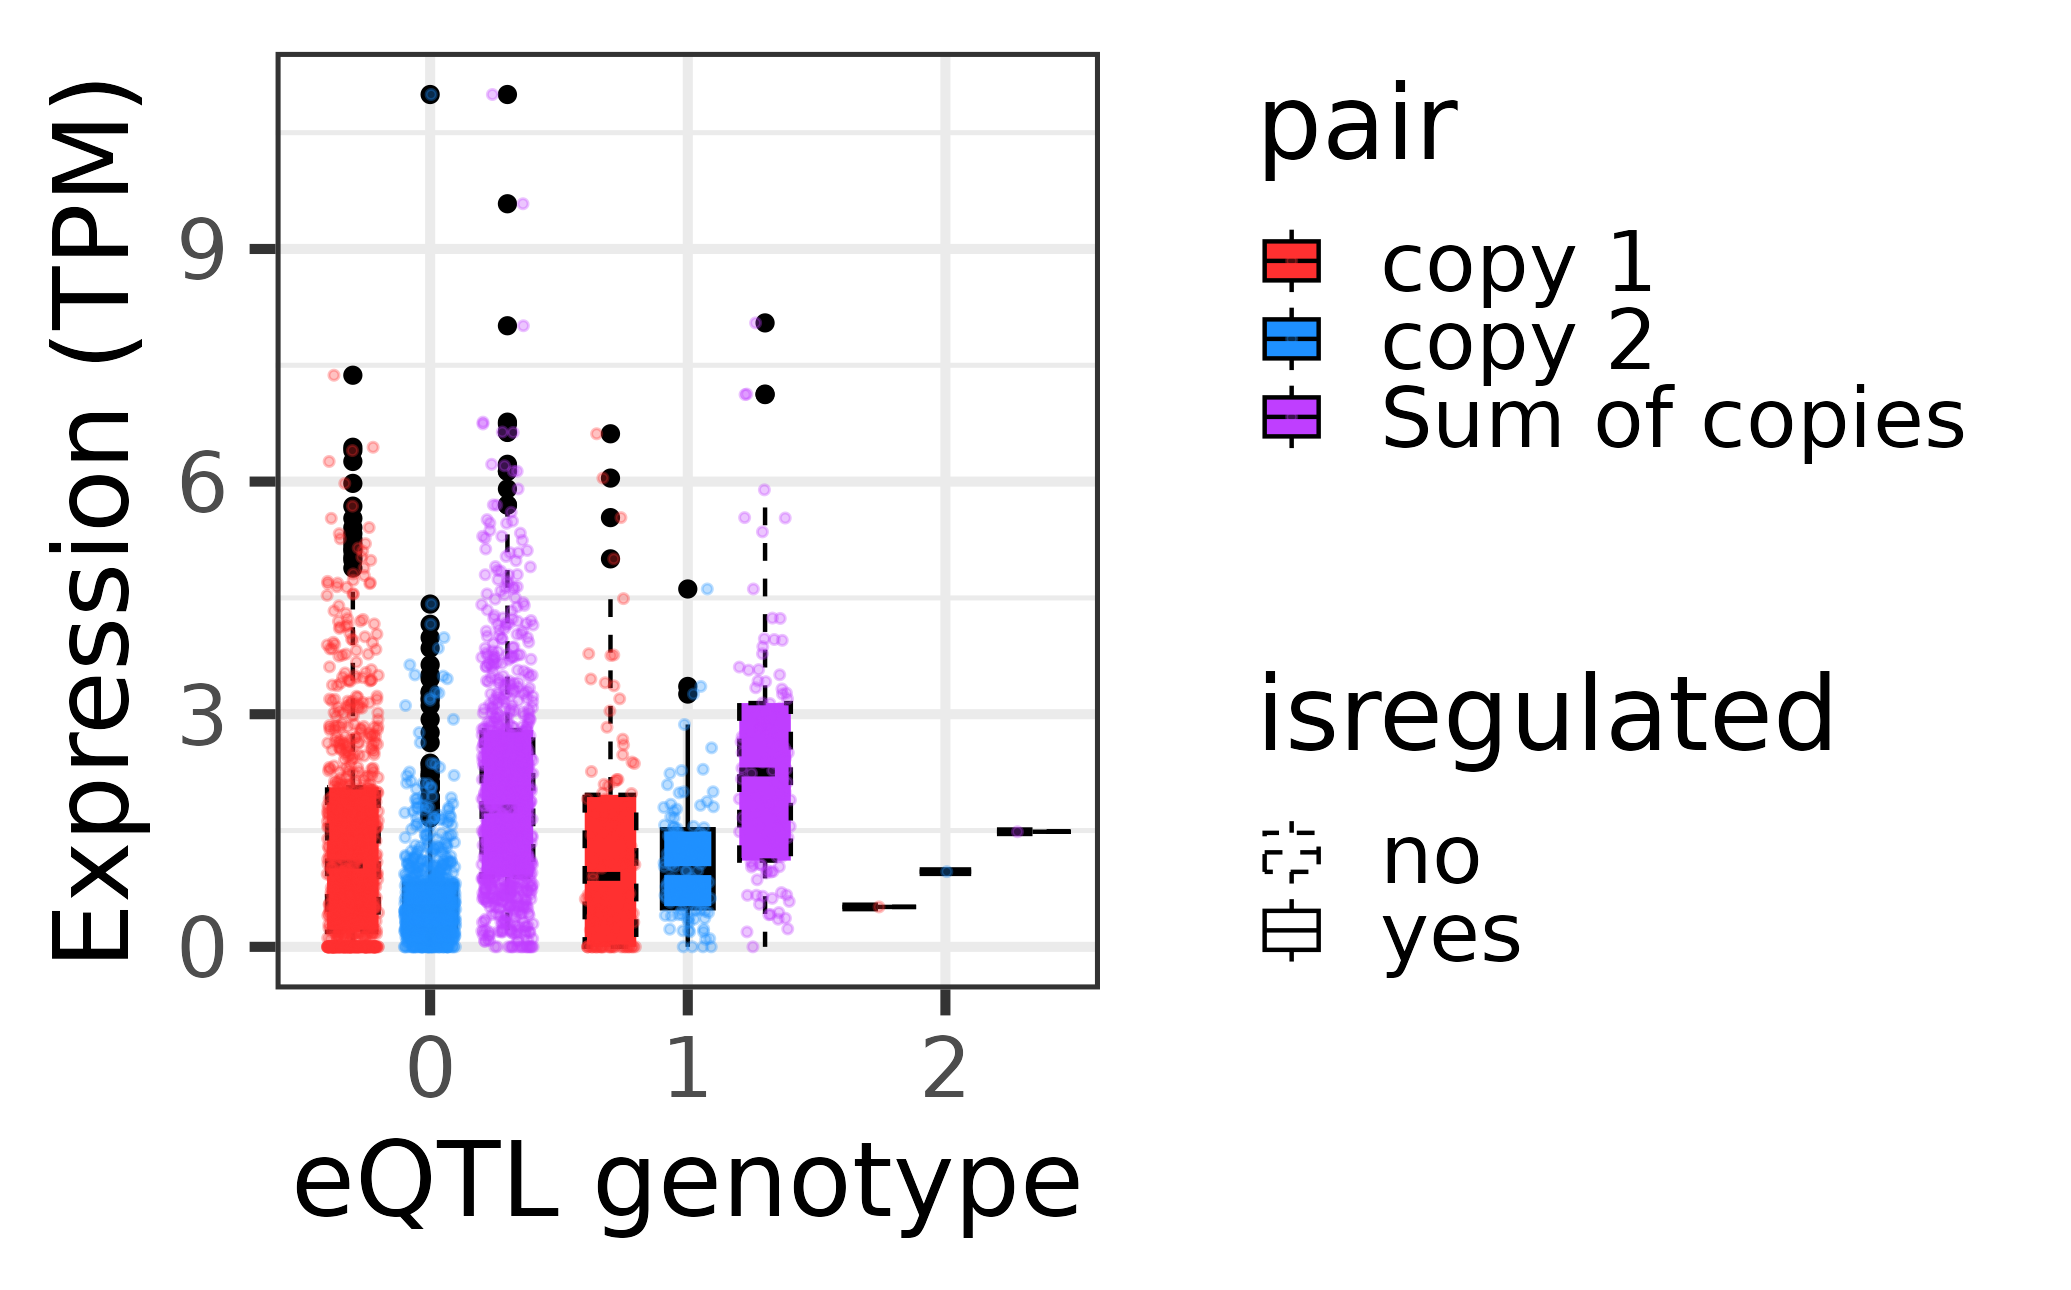 Expression (TPM)
9
6
3
0
0 1 2
eQTL genotype
pair
copy 1
copy 2
Sum of copies
isregulated
no
yes